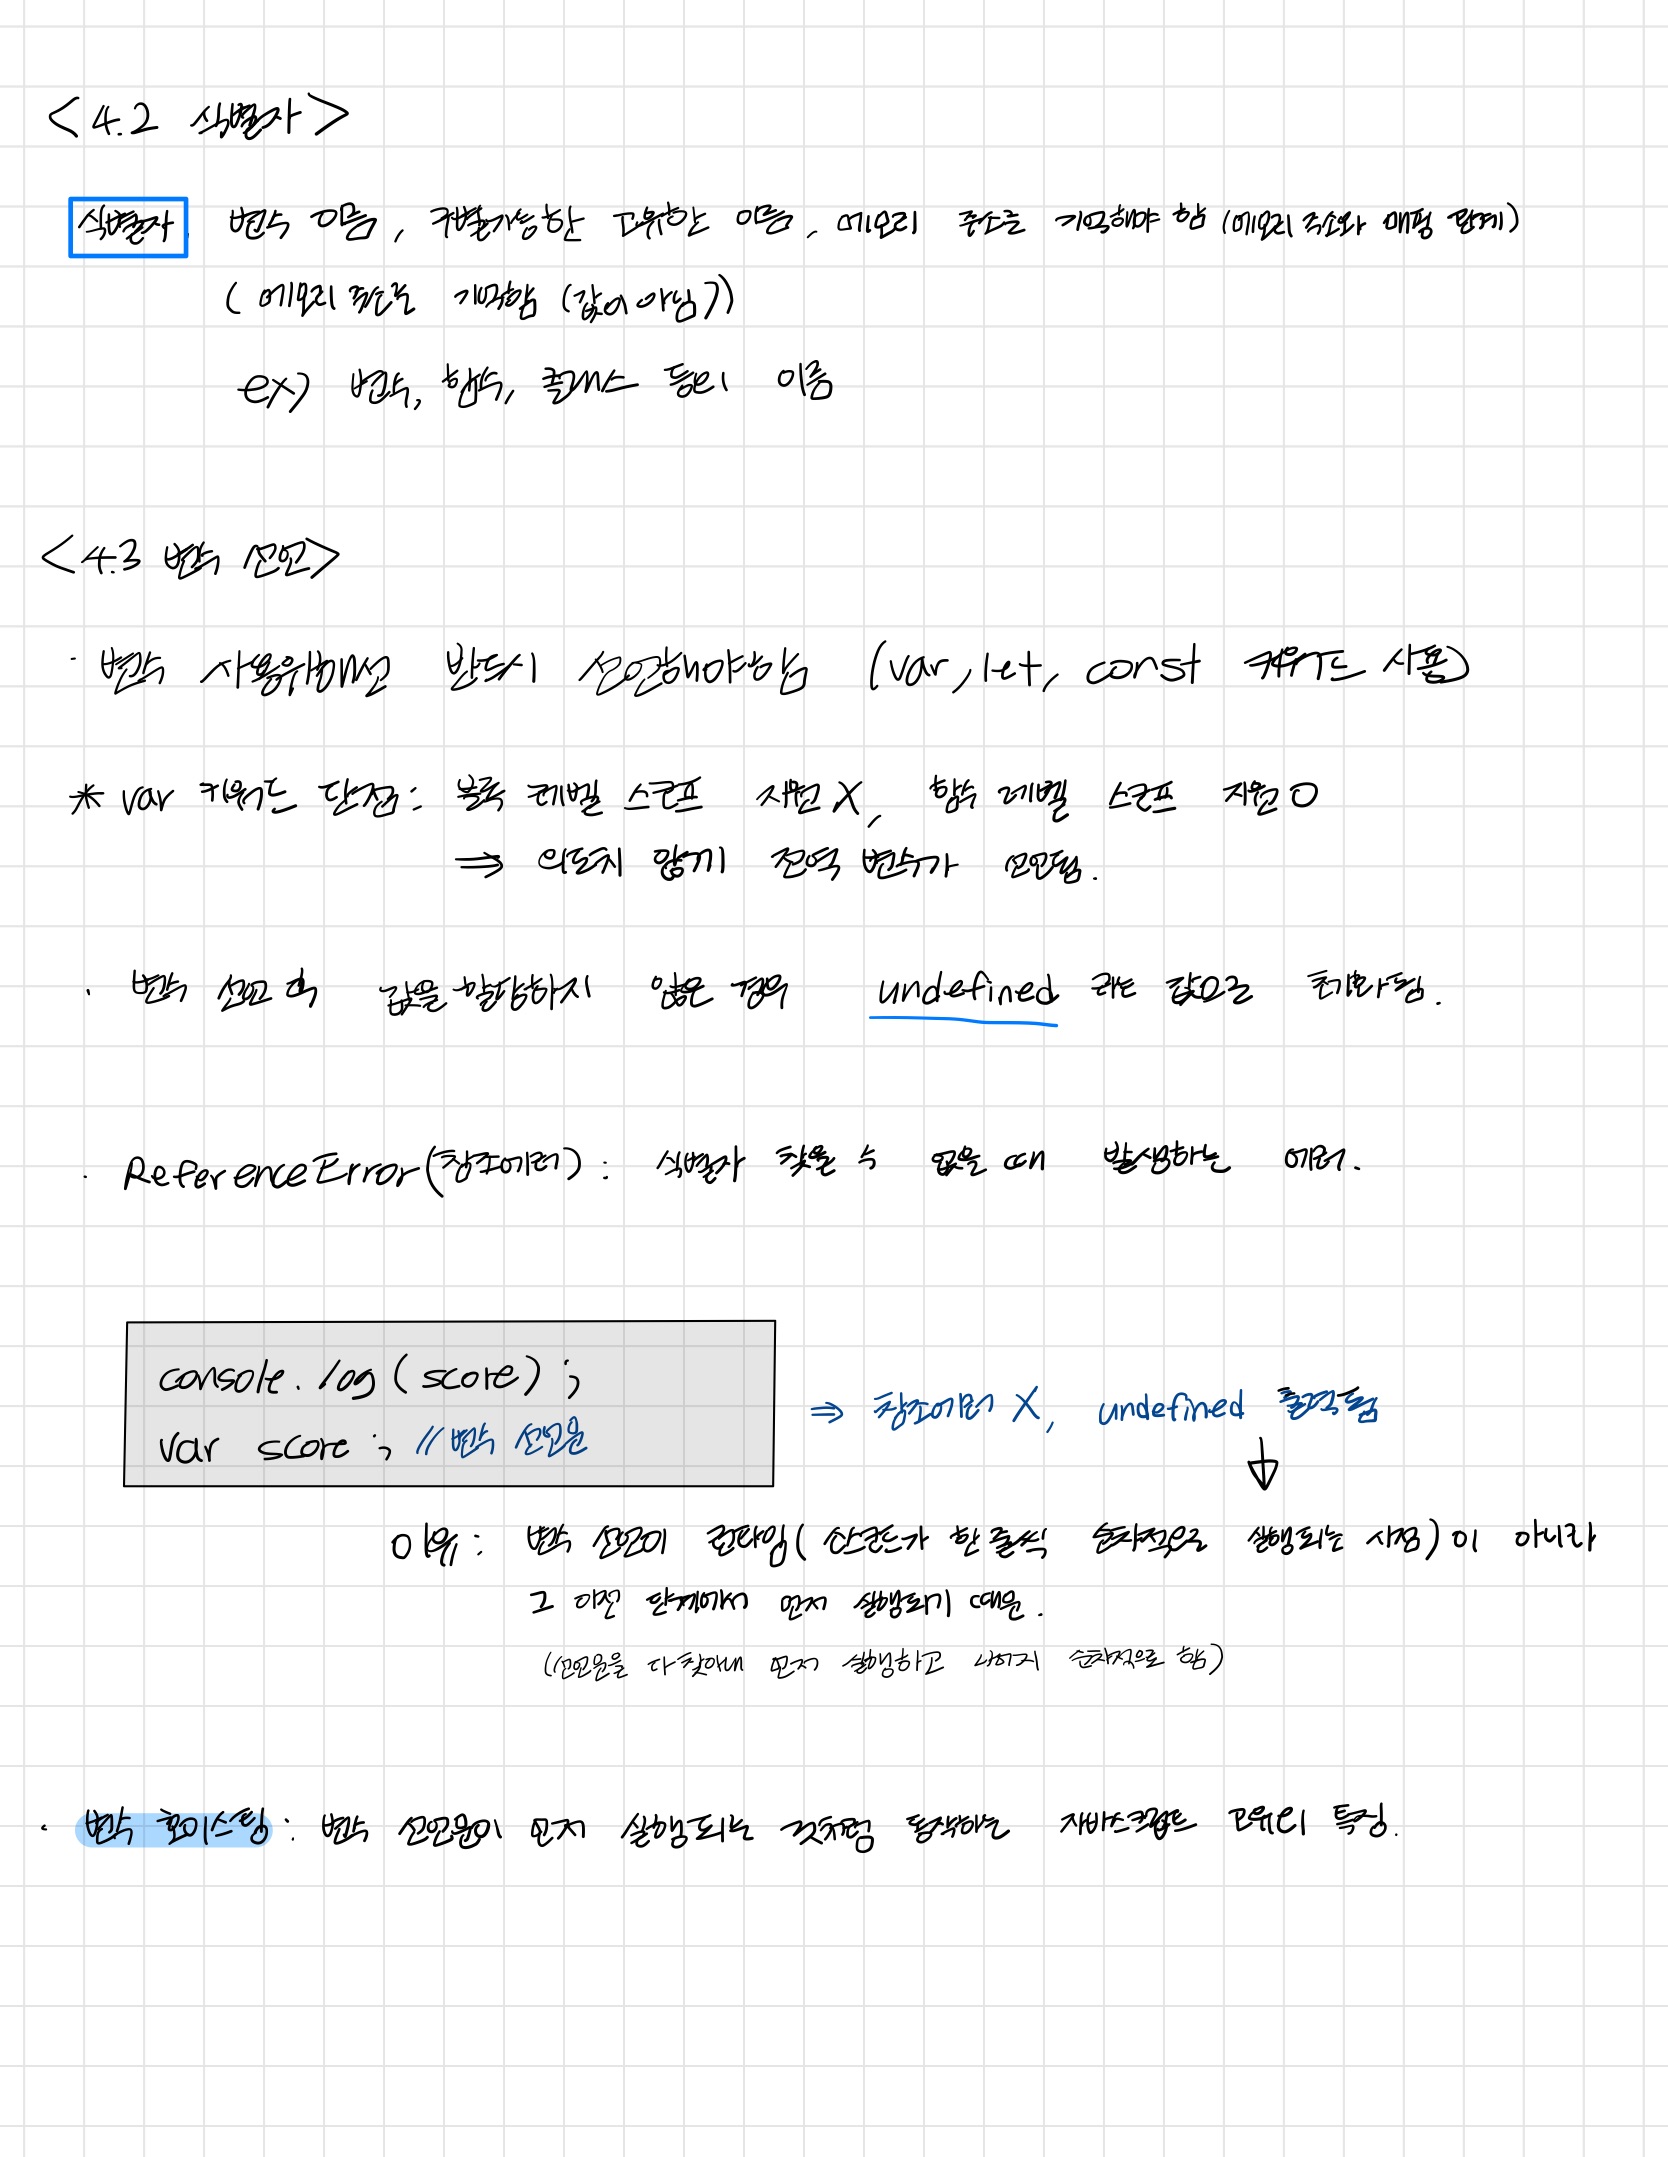 <4.2 식별자>
식별자 변수 이름, 구별가능한 고유한 이름, 메모리 주소를 기억해야 함 (메모리 주소와 매핑 관계)
(메모리 주소를 기억함 (값이 아님))
ex) 변수, 함수, 클래스 등의 이름
<4.3 변수 선언>
· 변수 사용위해선 반드시 선언해야함 (var, let, const 키워드 사용)
* var 키워드 단점: 블록 레벨 스코프 지원 X, 함수 레벨 스코프 지원 O
⇒ 의도치 않게 전역 변수가 선언됨.
· 변수 선언 후 값을 할당하지 않은 경우 undefined 라는 값으로 초기화됨.
· ReferenceError(참조에러): 식별자 찾을 수 없을 때 발생하는 에러.
console.log(score);
var score; // 변수 선언문
⇒ 참조에러 X, undefined 출력됨
↓
이유: 변수 선언이 런타임(소스코드가 한 줄씩 순차적으로 실행되는 시점)이 아니라
그 이전 단계에서 먼저 실행되기 때문.
(선언문을 다 찾아내 먼저 실행하고 나머지 순차적으로 함)
· 변수 호이스팅: 변수 선언문이 먼저 실행되는 것처럼 동작하는 자바스크립트 고유의 특징.